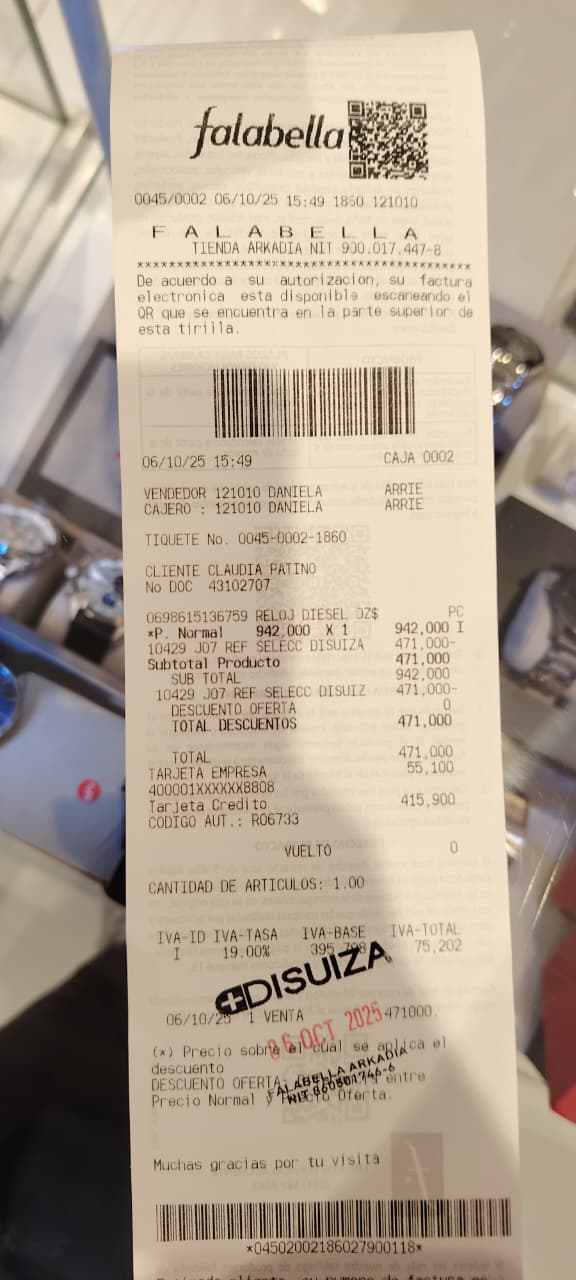 falabella
0045/0002 06/10/25 15:49 1860 121010
F A L A B E L L A
TIENDA ARKADIA NIT 900.017.447-8
************************************************
De acuerdo a su autorizacion, su factura
electronica esta disponible escaneando el
QR que se encuentra en la parte superior de
esta tirilla.
06/10/25 15:49 CAJA 0002
VENDEDOR 121010 DANIELA ARRIE
CAJERO : 121010 DANIELA ARRIE
TIQUETE No. 0045-0002-1860
CLIENTE CLAUDIA PATINO
No DOC 43102707
0698615136759 RELOJ DIESEL DZ$ PC
*P. Normal 942,000 X 1 942,000 I
10429 J07 REF SELECC DISUIZA 471,000-
Subtotal Producto 471,000
SUB TOTAL 942,000
10429 J07 REF SELECC DISUIZ 471,000-
DESCUENTO OFERTA 0
TOTAL DESCUENTOS 471,000
TOTAL 471,000
TARJETA EMPRESA 55,100
400001XXXXXX8808
Tarjeta Credito 415,900
CODIGO AUT.: R06733
VUELTO 0
CANTIDAD DE ARTICULOS: 1.00
IVA-ID IVA-TASA IVA-BASE IVA-TOTAL
I 19.00% 395,798 75,202
DISUIZA
06/10/25 1 VENTA 471000.
06 OCT 2025
(*) Precio sobre el cual se aplica el
descuento
FALABELLA ARKADIA
DESCUENTO OFERTA: entre
Precio Normal y Precio Oferta.
Muchas gracias por tu visita
*04502002186027900118*